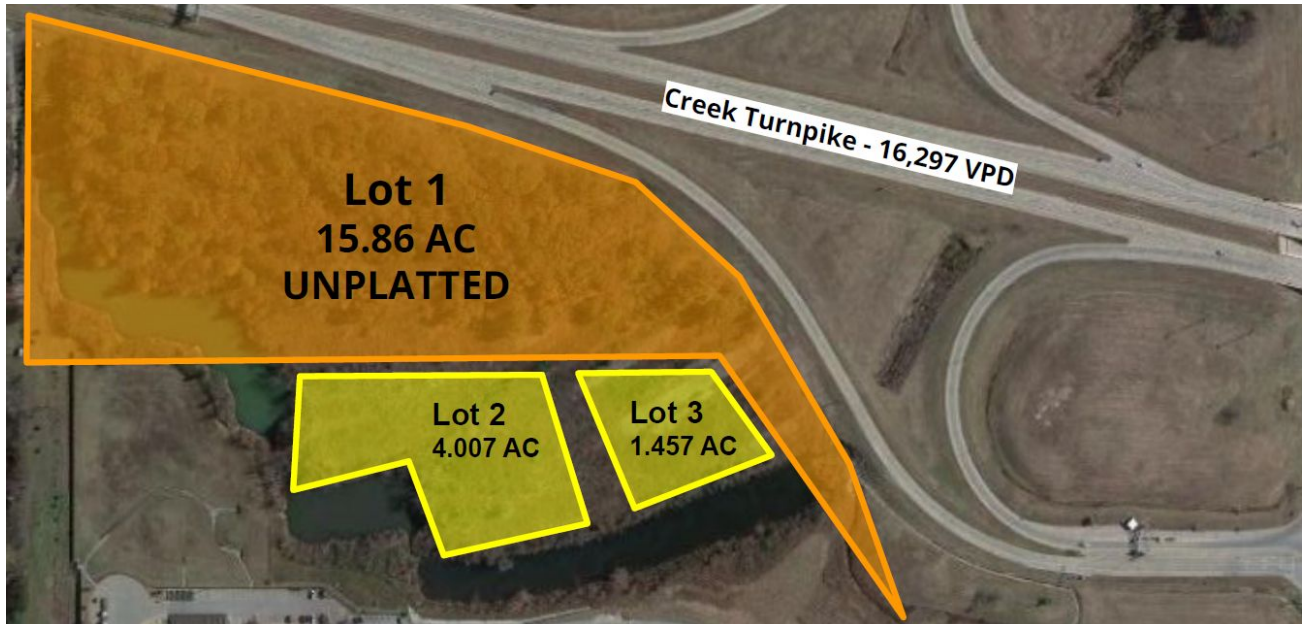 Creek Turnpike - 16,297 VPD
Lot 1
15.86 AC
UNPLATTED
Lot 2
4.007 AC
Lot 3
1.457 AC